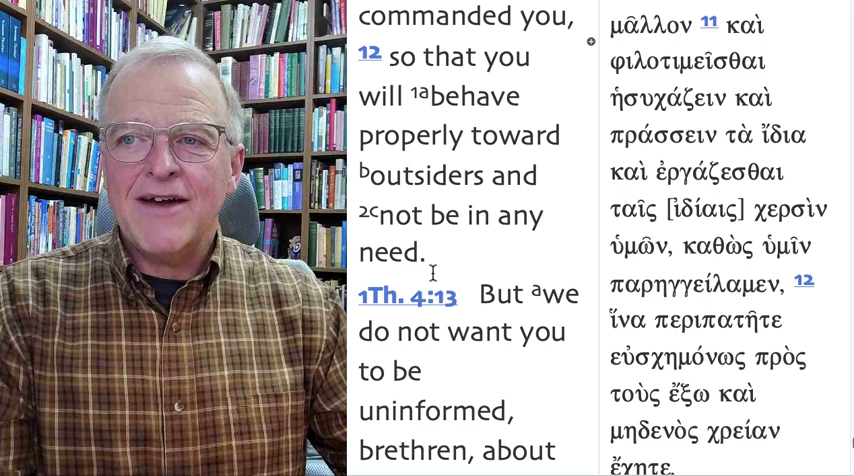 commanded you,
12 so that you
will 1abehave
properly toward
boutsiders and
2cnot be in any
need.
1Th. 4:13 But awe
do not want you
to be
uninformed,
brethren, about
μᾶλλον 11 καὶ
φιλοτιμεῖσθαι
ἡσυχάζειν καὶ
πράσσειν τὰ ἴδια
καὶ ἐργάζεσθαι
ταῖς [ἰδίαις] χερσὶν
ὑμῶν, καθὼς ὑμῖν
παρηγγείλαμεν, 12
ἵνα περιπατῆτε
εὐσχημόνως πρὸς
τοὺς ἔξω καὶ
μηδενὸς χρείαν
ἔχητε.